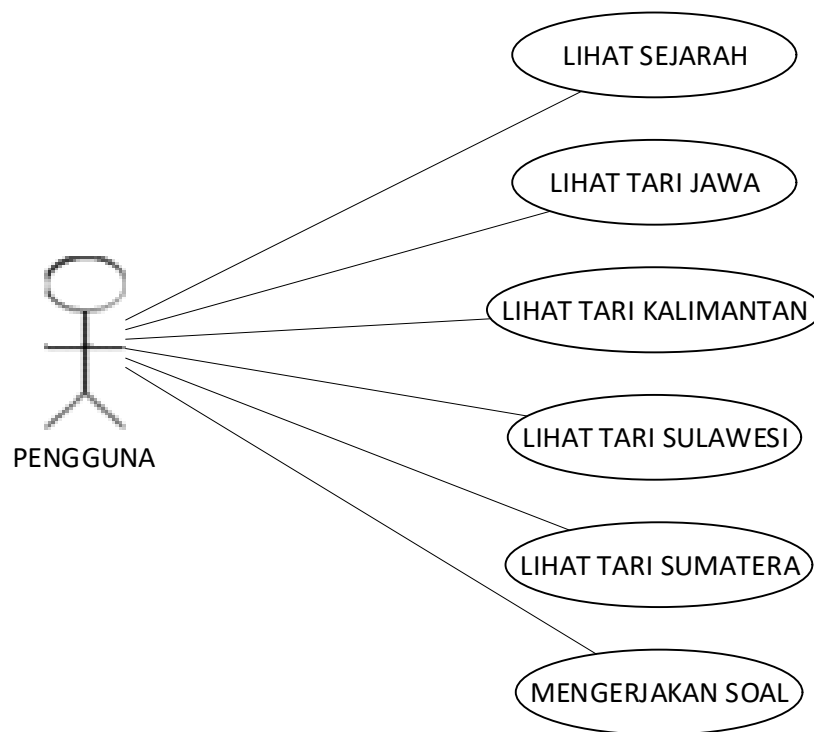 LIHAT SEJARAH
LIHAT TARI JAWA
LIHAT TARI KALIMANTAN
LIHAT TARI SULAWESI
PENGGUNA
LIHAT TARI SUMATERA
MENGERJAKAN SOAL